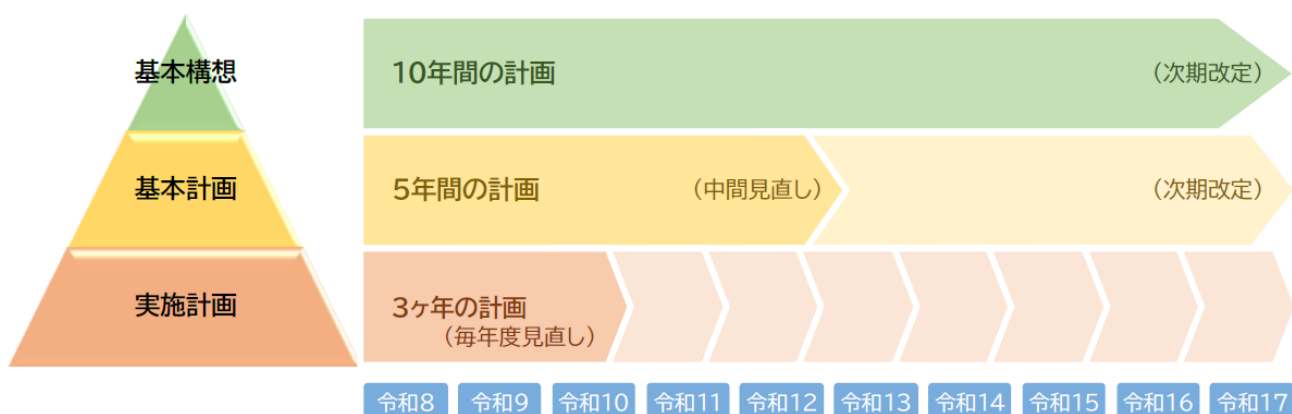 基本構想
10年間の計画
（次期改定）
基本計画
5年間の計画
（中間見直し）
（次期改定）
実施計画
3ヶ年の計画
（毎年度見直し）
令和8
令和9
令和10
令和11
令和12
令和13
令和14
令和15
令和16
令和17